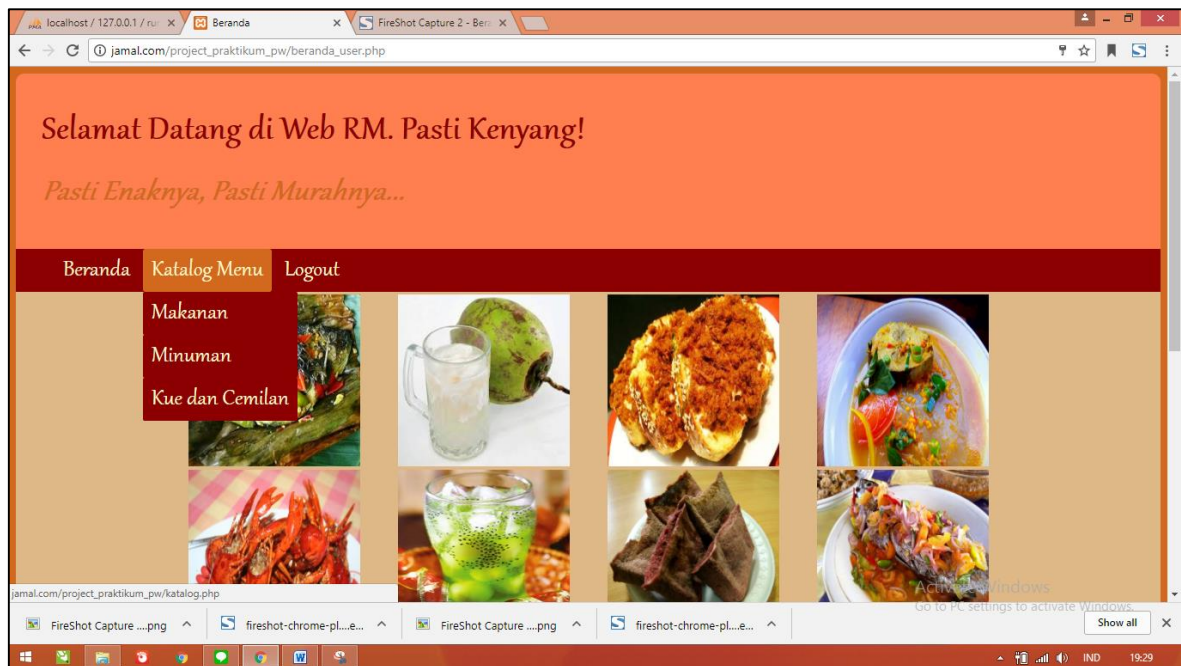 localhost / 127.0.0.1 / ru
Beranda
FireShot Capture 2 - Ber
jamal.com/project_praktikum_pw/beranda_user.php
Selamat Datang di Web RM. Pasti Kenyang!
Pasti Enaknya, Pasti Murahnya...
Beranda
Katalog Menu
Logout
Makanan
Minuman
Kue dan Cemilan
jamal.com/project_praktikum_pw/katalog.php
Activate Windows
Go to PC settings to activate Windows.
FireShot Capture ....png
fireshot-chrome-pl....e...
FireShot Capture ....png
fireshot-chrome-pl....e...
Show all
IND
19:29